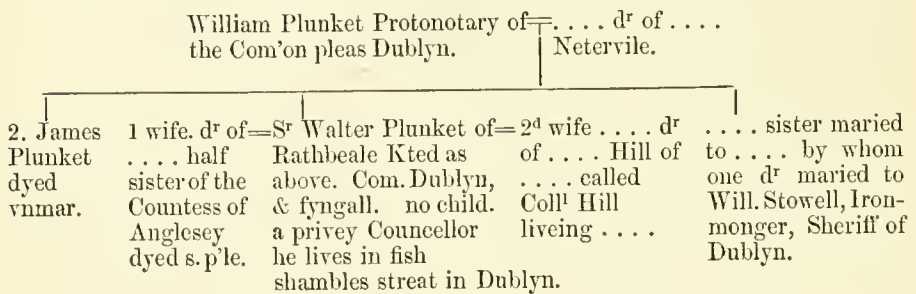 William Plunket Protonotary of = . . . . dʳ of . . . .
the Com'on pleas Dublyn. Netervile.
2. James
Plunket
dyed
vnmar.
1 wife. dʳ of =
. . . . half
sister of the
Countess of
Anglesey
dyed s. p'le.
Sʳ Walter Plunket of =
Rathbeale Kted as
above. Com. Dublyn,
& fyngall. no child.
a privey Councellor
he lives in fish
shambles streat in Dublyn.
2ᵈ wife . . . . dʳ
of . . . . Hill of
. . . . called
Collˡ Hill
liveing . . . .
. . . . sister maried
to . . . . by whom
one dʳ maried to
Will. Stowell, Iron-
monger, Sheriff of
Dublyn.